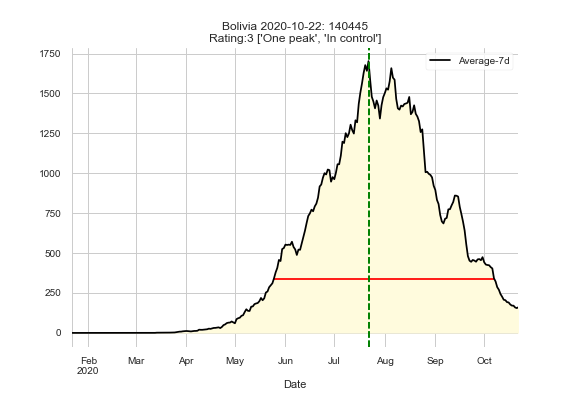 Bolivia 2020-10-22: 140445
Rating:3 ['One peak', 'In control']
Average-7d
1750
1500
1250
1000
750
500
250
0
Feb Mar Apr May Jun Jul Aug Sep Oct
2020
Date